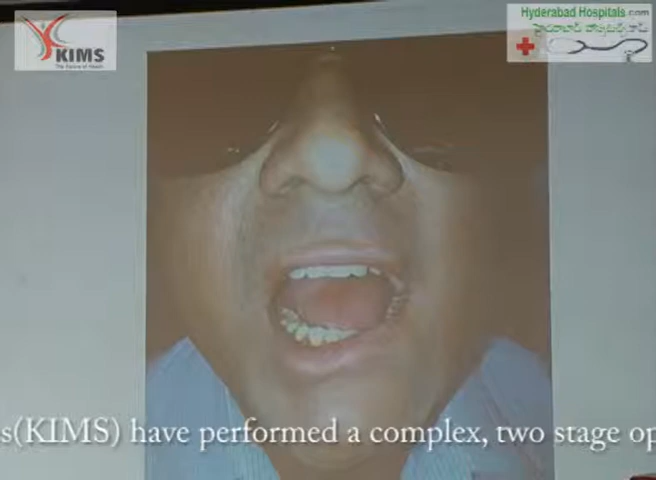 KIMS
Hyderabad Hospitals.com
s(KIMS) have performed a complex, two stage op